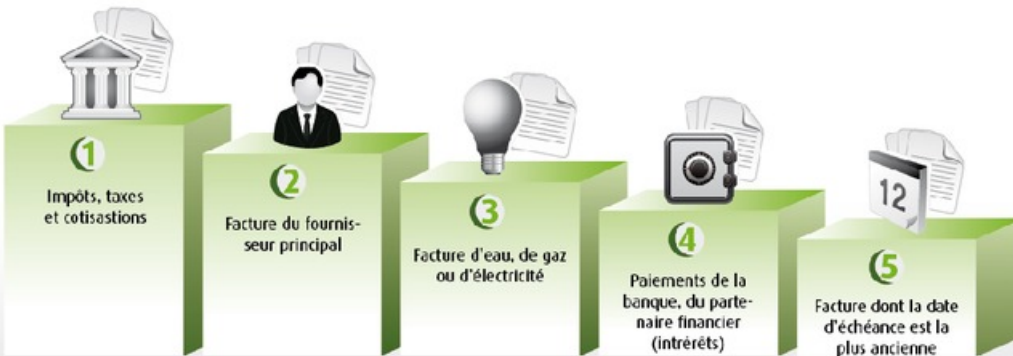 1
Impôts, taxes
et cotisastions
2
Facture du fournis-
seur principal
3
Facture d'eau, de gaz
ou d'électricité
4
Paiements de la
banque, du parte-
naire financier
(intrérêts)
12
5
Facture dont la date
d'échéance est la
plus ancienne